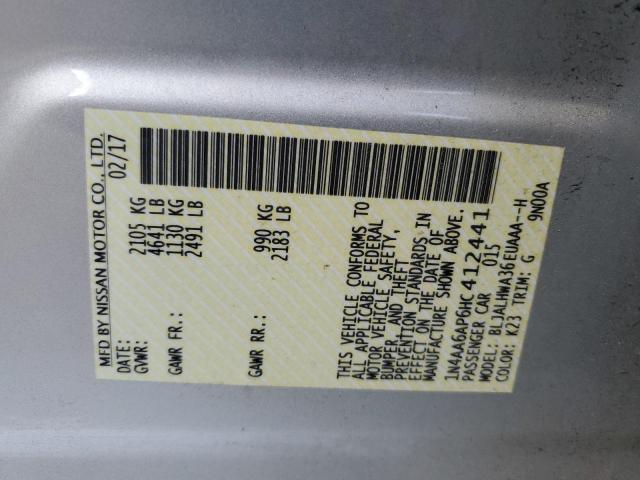 MFD BY NISSAN MOTOR CO., LTD.
DATE: 02/17
GVWR: 2105 KG
4641 LB
GAWR FR.: 1130 KG
2491 LB
GAWR RR.: 990 KG
2183 LB
THIS VEHICLE CONFORMS TO
ALL APPLICABLE FEDERAL
MOTOR VEHICLE SAFETY,
BUMPER, AND THEFT
PREVENTION STANDARDS IN
EFFECT ON THE DATE OF
MANUFACTURE SHOWN ABOVE.
1N4AA6AP6HC412441
PASSENGER CAR 015
MODEL: BLJALHWA36EUAAA--H
COLOR: K23 TRIM: G 9N00A